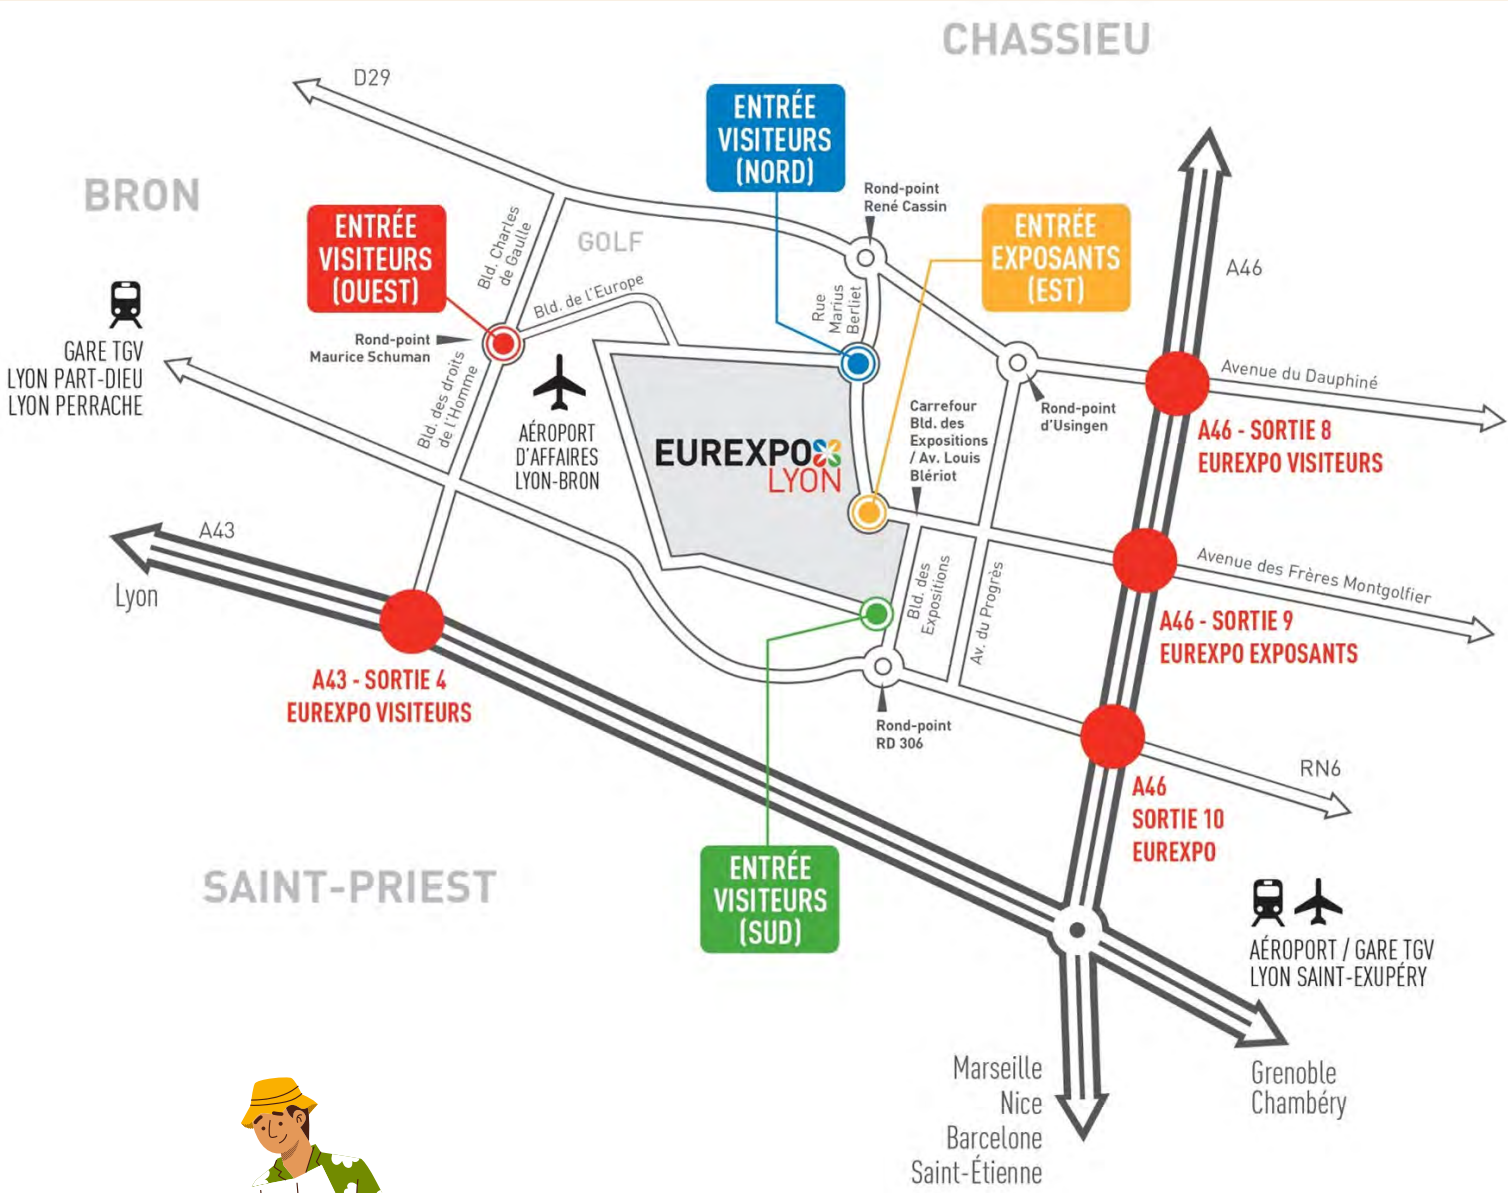 CHASSIEU
D29
ENTRÉE
VISITEURS
(NORD)
BRON
Rond-point
René Cassin
ENTRÉE
VISITEURS
(OUEST)
Bld. Charles
de Gaulle
GOLF
ENTRÉE
EXPOSANTS
(EST)
A46
Bld. de l'Europe
Rue
Marius
Berliet
Rond-point
Maurice Schuman
GARE TGV
LYON PART-DIEU
LYON PERRACHE
Bld. des droits
de l'Homme
Avenue du Dauphiné
AÉROPORT
D'AFFAIRES
LYON-BRON
EUREXPO
LYON
Carrefour
Bld. des
Expositions
/ Av. Louis
Blériot
Rond-point
d'Usingen
A46 - SORTIE 8
EUREXPO VISITEURS
A43
Lyon
Bld. des
Expositions
Av. du Progrès
Avenue des Frères Montgolfier
A46 - SORTIE 9
EUREXPO EXPOSANTS
A43 - SORTIE 4
EUREXPO VISITEURS
Rond-point
RD 306
RN6
A46
SORTIE 10
EUREXPO
SAINT-PRIEST
ENTRÉE
VISITEURS
(SUD)
AÉROPORT / GARE TGV
LYON SAINT-EXUPÉRY
Marseille
Nice
Barcelone
Saint-Étienne
Grenoble
Chambéry